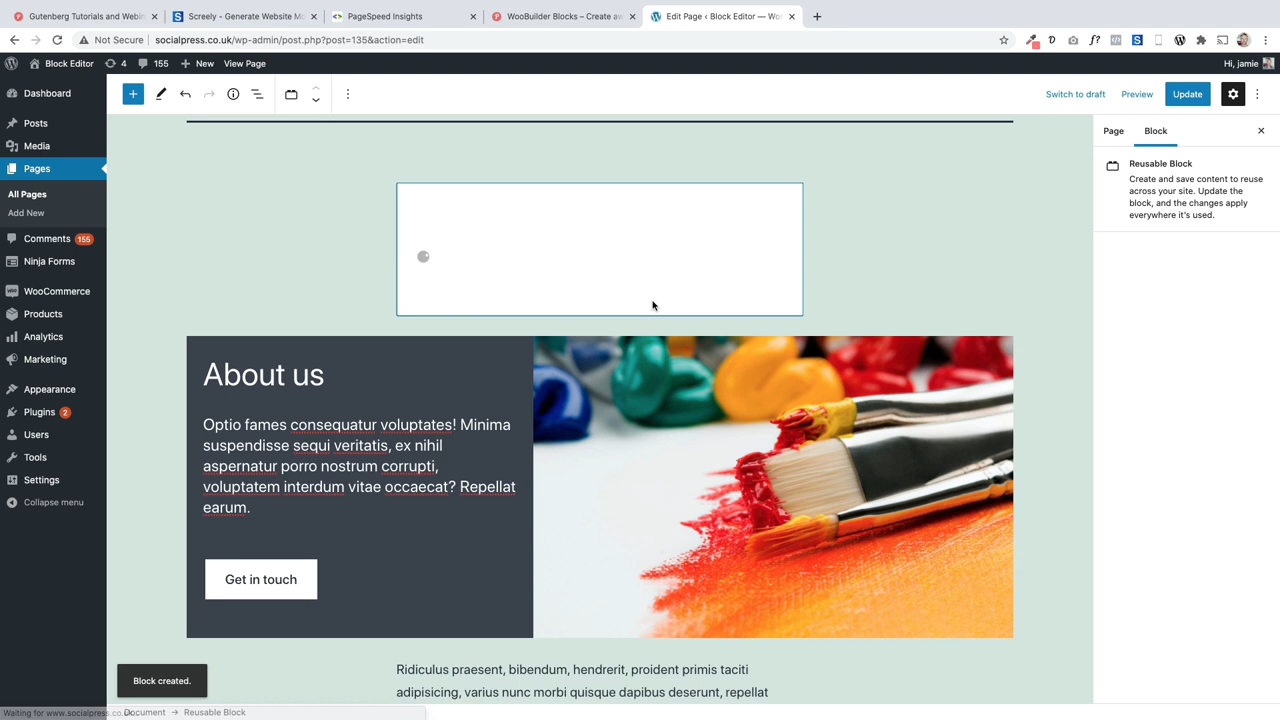 Gutenberg Tutorials and Webin
Screely - Generate Website Mo
PageSpeed Insights
WooBuilder Blocks – Create aw
Edit Page ‹ Block Editor — Wo
Not Secure
socialpress.co.uk/wp-admin/post.php?post=135&action=edit
Block Editor
4
155
New
View Page
Hi, jamie
Switch to draft
Preview
Update
Dashboard
Posts
Media
Pages
All Pages
Add New
Comments 155
Ninja Forms
WooCommerce
Products
Analytics
Marketing
Appearance
Plugins 2
Users
Tools
Settings
Collapse menu
About us
Optio fames consequatur voluptates! Minima
suspendisse sequi veritatis, ex nihil
aspernatur porro nostrum corrupti,
voluptatem interdum vitae occaecat? Repellat
earum.
Get in touch
Ridiculus praesent, bibendum, hendrerit, proident primis taciti
adipisicing, varius nunc morbi quisque dapibus deserunt, repellat
Page
Block
Reusable Block
Create and save content to reuse
across your site. Update the
block, and the changes apply
everywhere it's used.
Block created.
Waiting for www.socialpress.co.uk...
Document → Reusable Block